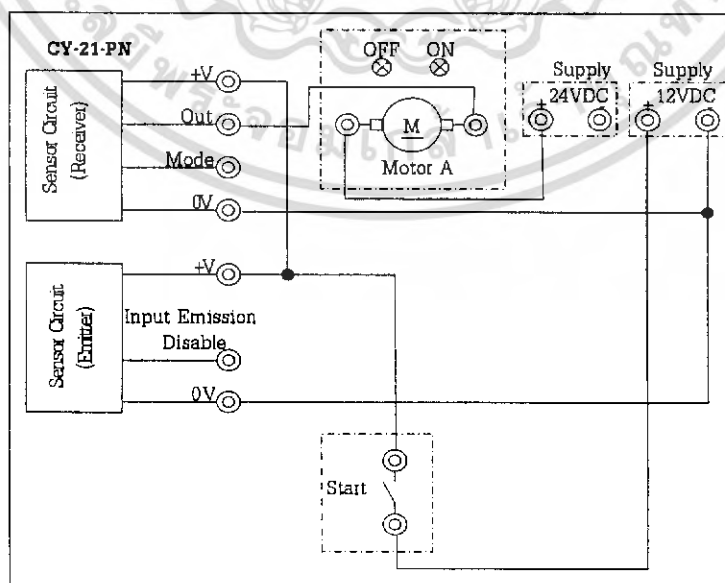 CY-21-PN
Sensor Circuit
(Receiver)
+V
Out
Mode
0V
OFF ON
M
Motor A
Supply
24VDC
+ -
Supply
12VDC
+ -
Sensor Circuit
(Emitter)
+V
Input Emission
Disable
0V
Start